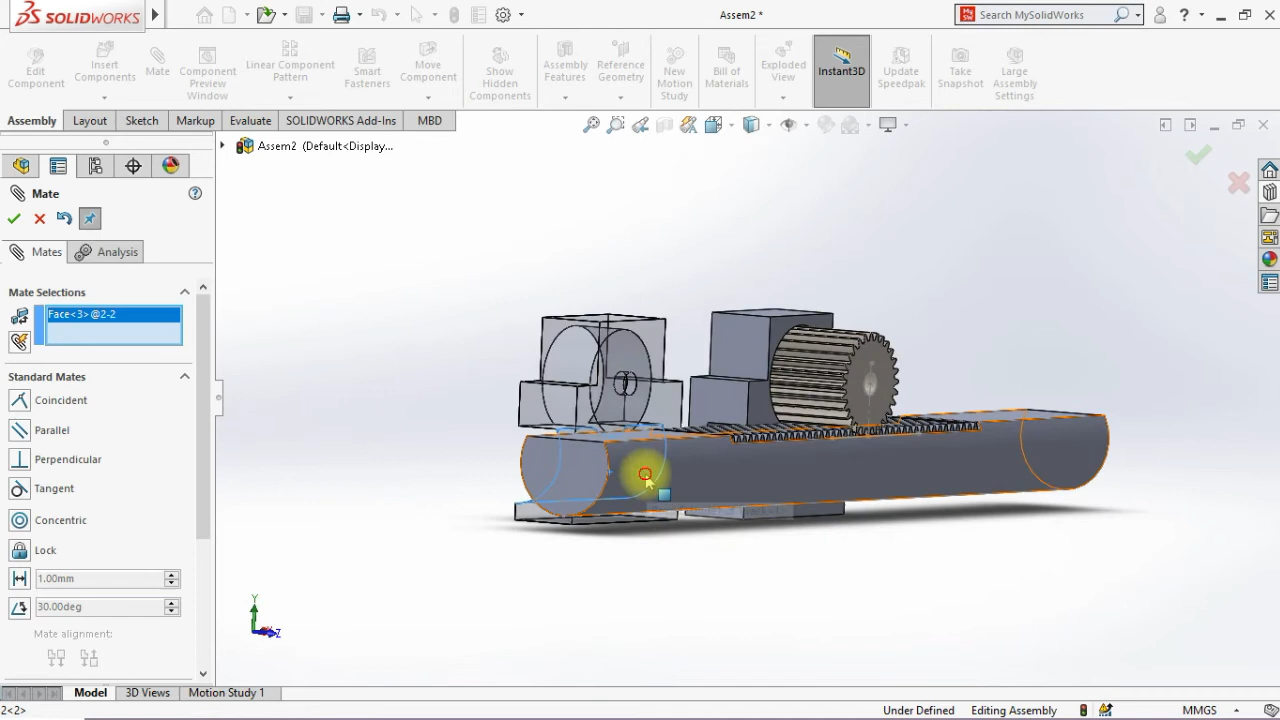 SOLIDWORKS
Assem2 *
Search MySolidWorks
?
Edit Component
Insert Components
Mate
Component Preview Window
Linear Component Pattern
Smart Fasteners
Move Component
Show Hidden Components
Assembly Features
Reference Geometry
New Motion Study
Bill of Materials
Exploded View
Instant3D
Update Speedpak
Take Snapshot
Large Assembly Settings
Assembly Layout Sketch Markup Evaluate SOLIDWORKS Add-Ins MBD
Assem2 (Default<Display...
Mate
?
Mates Analysis
Mate Selections
Face<3>@2-2
Standard Mates
Coincident
Parallel
Perpendicular
Tangent
Concentric
Lock
1.00mm
30.00deg
Mate alignment:
Y
Z
Model 3D Views Motion Study 1
2<2> Under Defined Editing Assembly MMGS